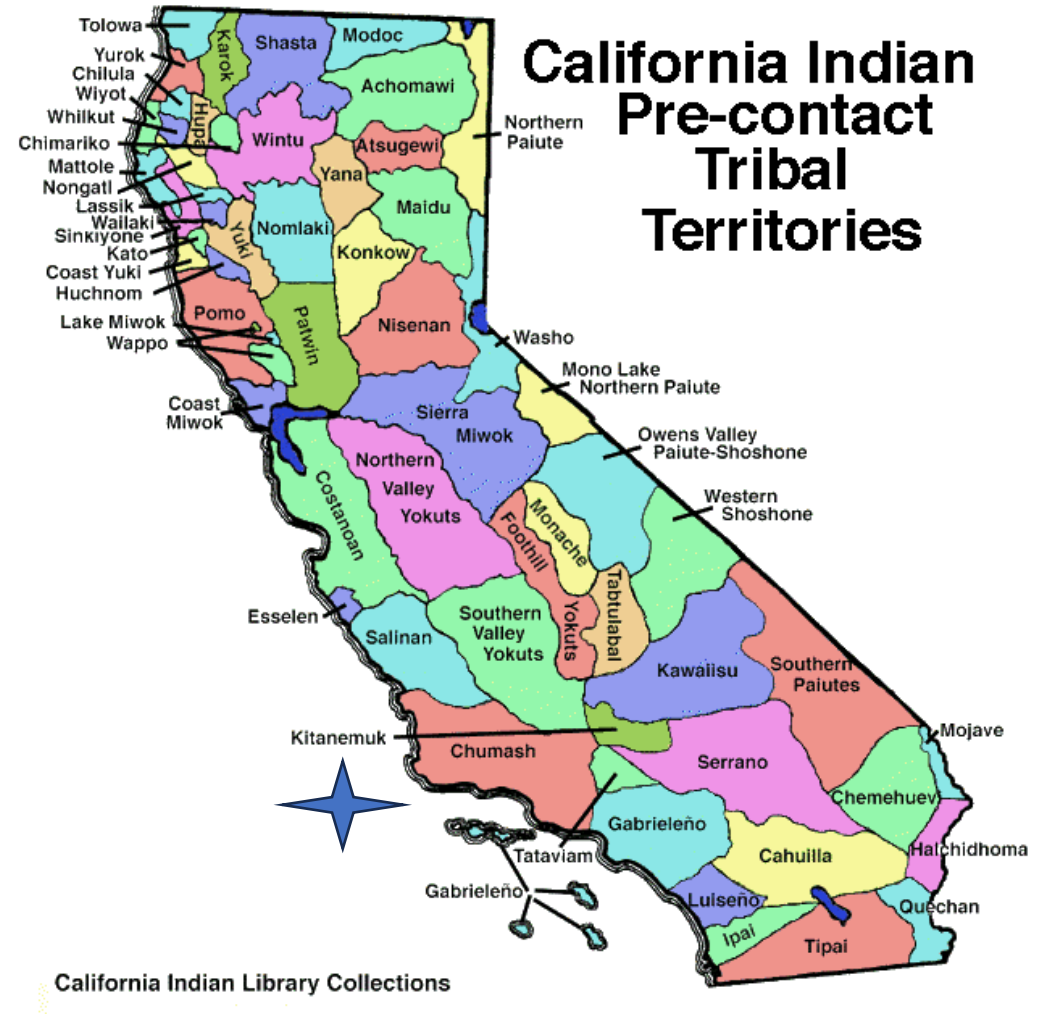 California Indian
Pre-contact
Tribal
Territories
Tolowa
Yurok
Chilula
Wiyot
Whilkut
Chimariko
Mattole
Nongatl
Lassik
Wailaki
Sinkiyone
Kato
Coast Yuki
Huchnom
Lake Miwok
Wappo
Coast
Miwok
Karok
Shasta
Modoc
Achomawi
Hupa
Wintu
Atsugewi
Yana
Northern
Paiute
Maidu
Yuki
Nomlaki
Konkow
Pomo
Patwin
Nisenan
Washo
Mono Lake
Northern Paiute
Sierra
Miwok
Owens Valley
Paiute-Shoshone
Northern
Valley
Yokuts
Costanoan
Foothill
Yokuts
Monache
Western
Shoshone
Tabtulabal
Esselen
Salinan
Southern
Valley
Yokuts
Kawaiisu
Southern
Paiutes
Kitanemuk
Chumash
Serrano
Mojave
Chemehuev
Gabrieleño
Tataviam
Cahuilla
Halchidhoma
Gabrieleño
Luiseño
Quechan
Ipai
Tipai
California Indian Library Collections